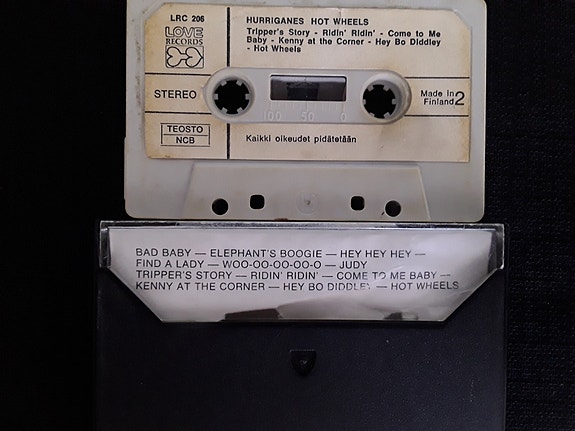 LRC 206
LOVE
RECORDS
HURRIGANES HOT WHEELS
Tripper's Story - Ridin' Ridin' - Come to Me
Baby - Kenny at the Corner - Hey Bo Diddley
- Hot Wheels
STEREO
100 50 0
Made In
Finland 2
TEOSTO
NCB
Kaikki oikeudet pidätetään
BAD BABY — ELEPHANT'S BOOGIE — HEY HEY HEY —
FIND A LADY — WOO-OO-OO-OO-O — JUDY
TRIPPER'S STORY — RIDIN' RIDIN' — COME TO ME BABY —
KENNY AT THE CORNER — HEY BO DIDDLEY — HOT WHEELS